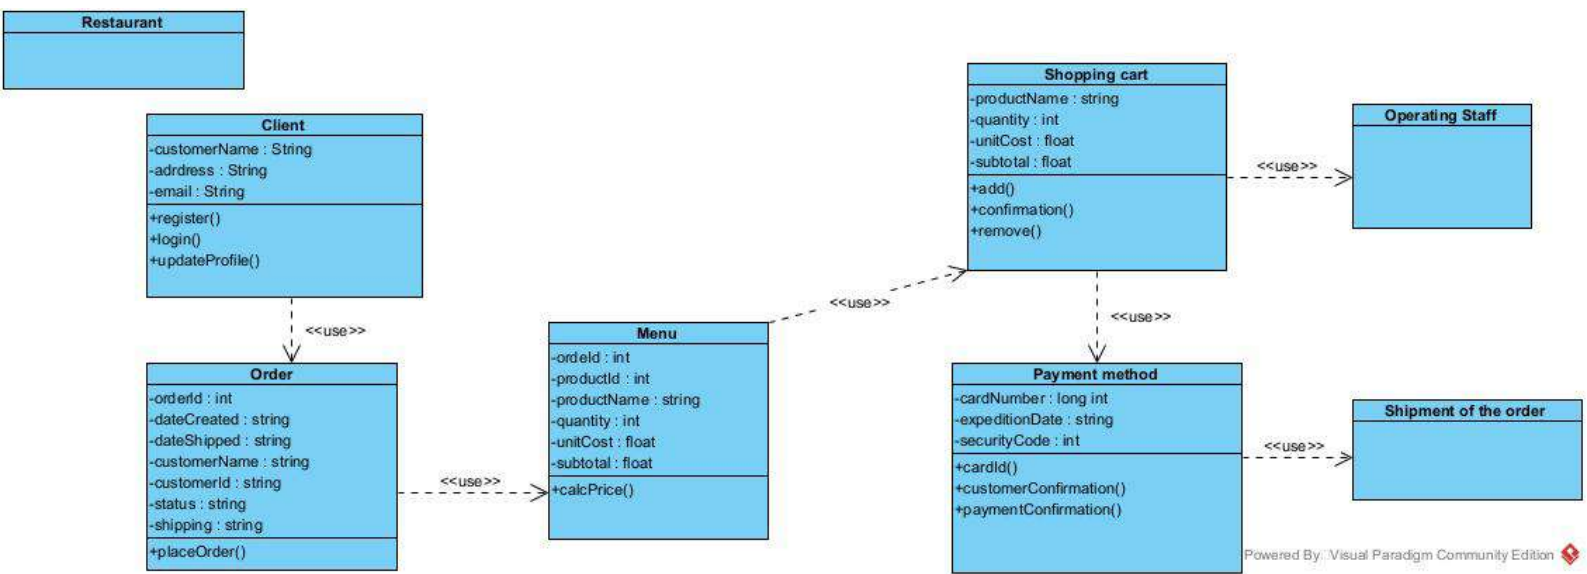 Restaurant
Client
-customerName : String
-adrdress : String
-email : String
+register()
+login()
+updateProfile()
<<use>>
Order
-orderId : int
-dateCreated : string
-dateShipped : string
-customerName : string
-customerId : string
-status : string
-shipping : string
+placeOrder()
<<use>>
Menu
-ordeId : int
-productId : int
-productName : string
-quantity : int
-unitCost : float
-subtotal : float
+calcPrice()
<<use>>
Shopping cart
-productName : string
-quantity : int
-unitCost : float
-subtotal : float
+add()
+confirmation()
+remove()
<<use>>
Operating Staff
<<use>>
Payment method
-cardNumber : long int
-expeditionDate : string
-securityCode : int
+cardId()
+customerConfirmation()
+paymentConfirmation()
<<use>>
Shipment of the order
Powered By Visual Paradigm Community Edition